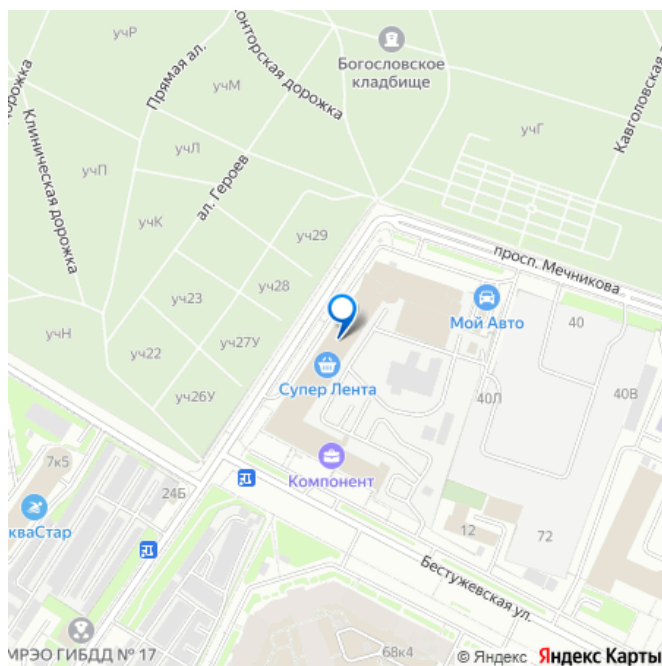 учР
Прямая ал.
Конторская дорожка
Богословское
кладбище
Кавголовская
дорожка
Клиническая дорожка
учМ
учГ
учЛ
учП
ал. Героев
учК
уч29
просп. Мечникова
уч28
уч23
Мой Авто
40
учН
уч22
уч27У
Супер Лента
уч26У
40Л
40В
7к5
Компонент
24Б
кваСтар
12
72
Бестужевская ул.
МРЭО ГИБДД № 17
68к4
© Яндекс Яндекс Карты